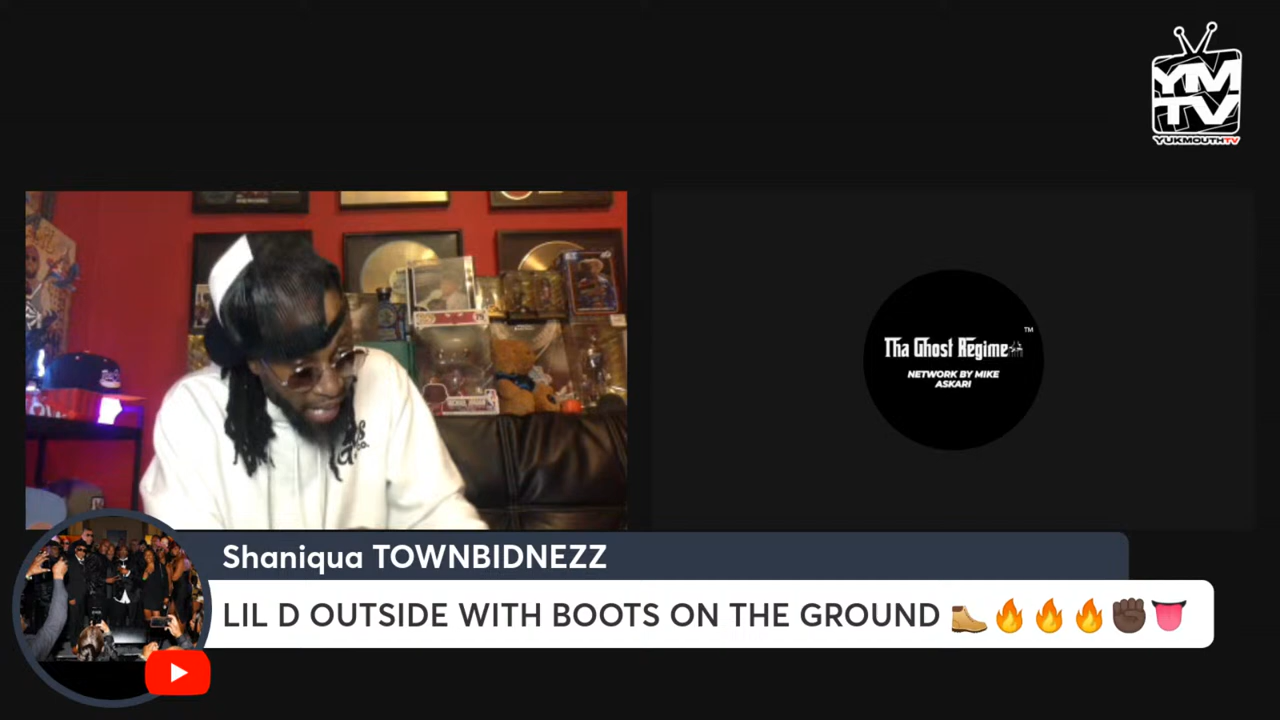 YM
TV
YUKMOUTHTV
Tha Ghost Regime
TM
NETWORK BY MIKE
ASKARI
Shaniqua TOWNBIDNEZZ
LIL D OUTSIDE WITH BOOTS ON THE GROUND 🥾🔥🔥🔥✊🏿👅